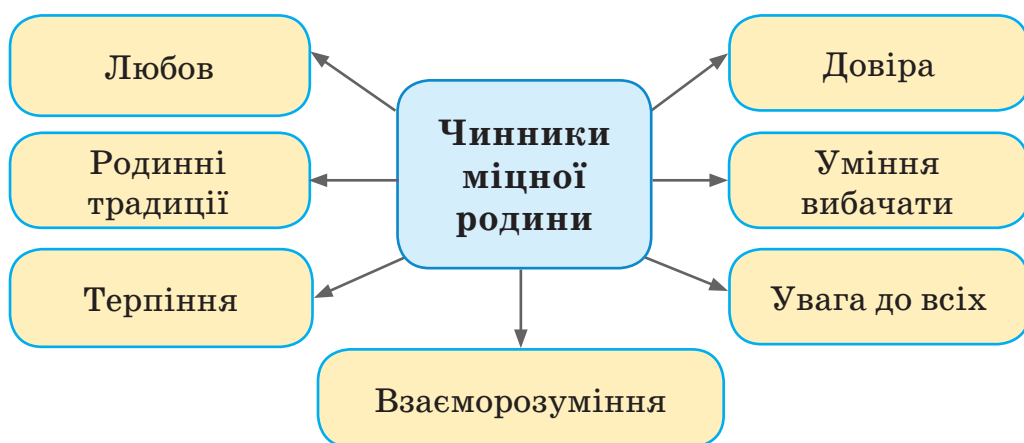 Любов
Довіра
Чинники
міцної
родини
Родинні
традиції
Уміння
вибачати
Терпіння
Увага до всіх
Взаєморозуміння